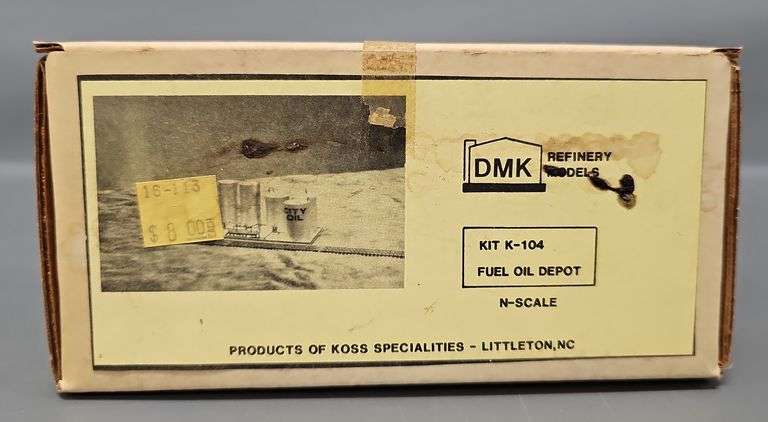 16-113
$ 8.00
CITY
OIL
DMK
REFINERY
MODELS
KIT K-104
FUEL OIL DEPOT
N-SCALE
PRODUCTS OF KOSS SPECIALITIES - LITTLETON, NC